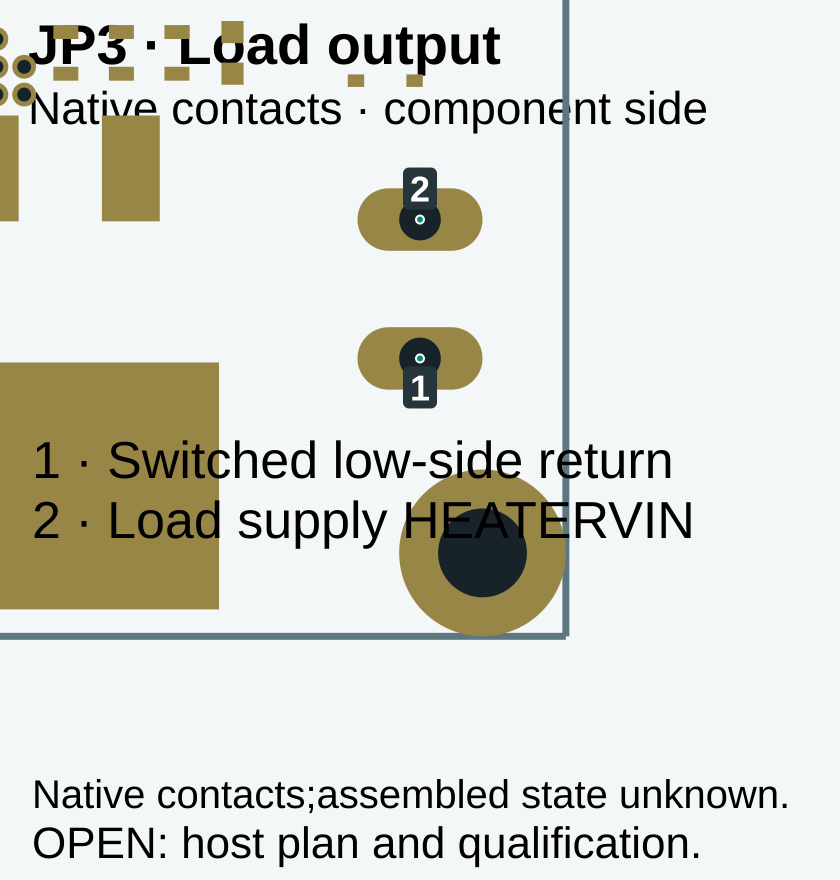 JP3 · Load output
Native contacts · component side
2
1
1 · Switched low-side return
2 · Load supply HEATERVIN
Native contacts;assembled state unknown.
OPEN: host plan and qualification.